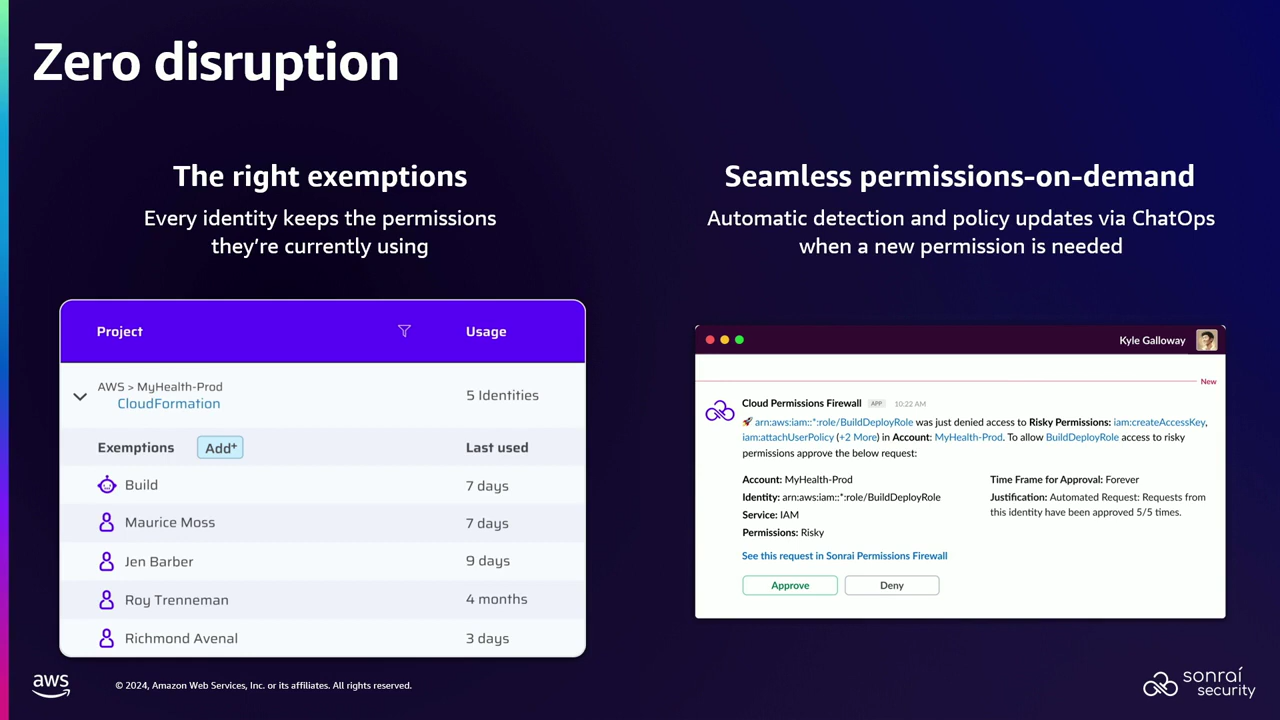 Zero disruption
The right exemptions
Every identity keeps the permissions
they’re currently using
Project
Usage
AWS > MyHealth-Prod
CloudFormation
5 Identities
Exemptions
Add+
Last used
Build
7 days
Maurice Moss
7 days
Jen Barber
9 days
Roy Trenneman
4 months
Richmond Avenal
3 days
Seamless permissions-on-demand
Automatic detection and policy updates via ChatOps
when a new permission is needed
Kyle Galloway
New
Cloud Permissions Firewall APP 10:22 AM
🚀 arn:aws:iam::*:role/BuildDeployRole was just denied access to Risky Permissions: iam:createAccessKey,
iam:attachUserPolicy (+2 More) in Account: MyHealth-Prod. To allow BuildDeployRole access to risky
permissions approve the below request:
Account: MyHealth-Prod
Identity: arn:aws:iam::*:role/BuildDeployRole
Service: IAM
Permissions: Risky
Time Frame for Approval: Forever
Justification: Automated Request: Requests from
this identity have been approved 5/5 times.
See this request in Sonrai Permissions Firewall
Approve
Deny
aws
© 2024, Amazon Web Services, Inc. or its affiliates. All rights reserved.
sonraí
security